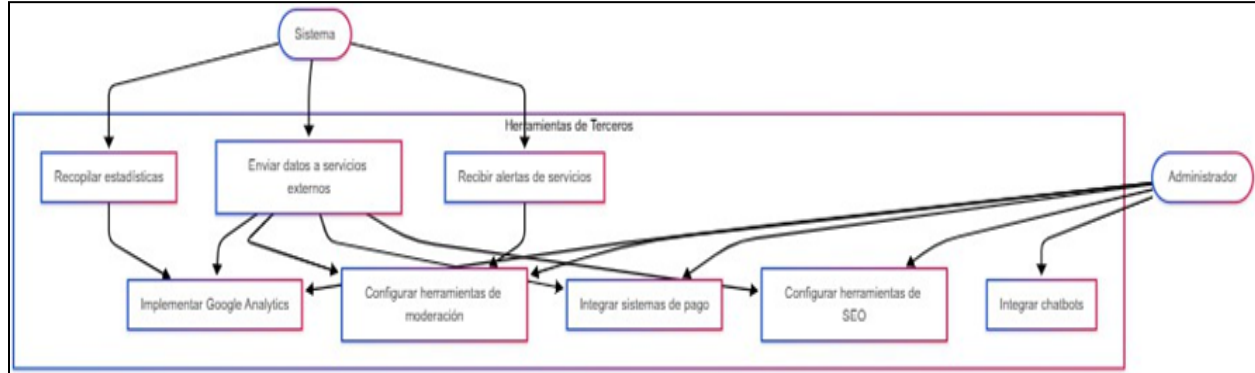 Sistema
Herramientas de Terceros
Recopilar estadísticas
Enviar datos a servicios
externos
Recibir alertas de servicios
Administrador
Implementar Google Analytics
Configurar herramientas de
moderación
Integrar sistemas de pago
Configurar herramientas de
SEO
Integrar chatbots